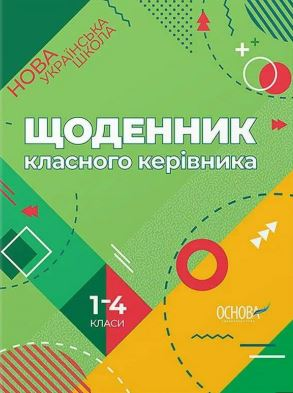 НОВА
УКРАЇНСЬКА
ШКОЛА
ЩОДЕННИК
класного керівника
1-4
КЛАСИ
ОСНОВА